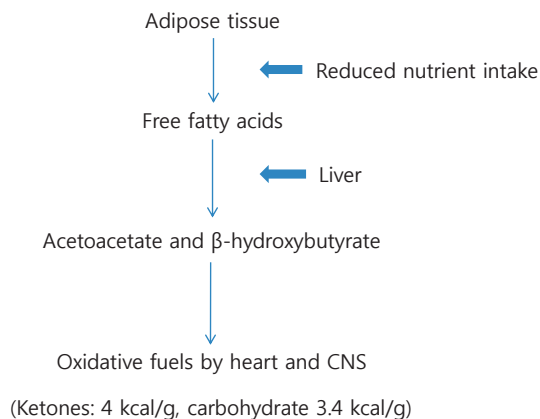 Adipose tissue
Reduced nutrient intake
Free fatty acids
Liver
Acetoacetate and β-hydroxybutyrate
Oxidative fuels by heart and CNS
(Ketones: 4 kcal/g, carbohydrate 3.4 kcal/g)